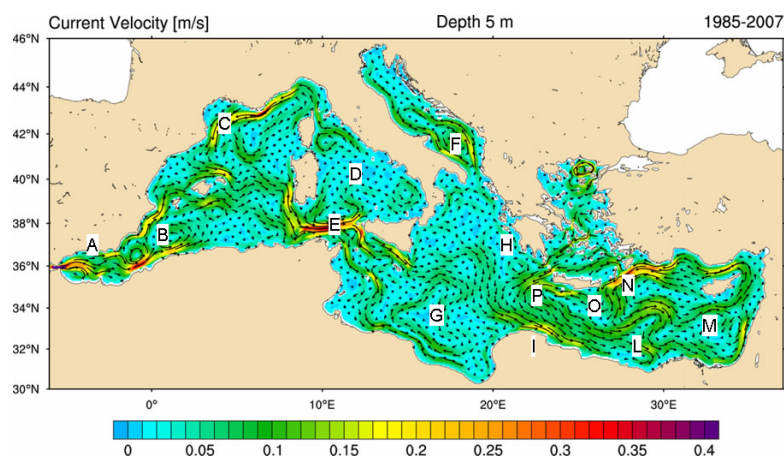 Current Velocity [m/s] Depth 5 m 1985-2007
46°N
44°N
42°N
40°N
38°N
36°N
34°N
32°N
30°N
C
F
D
E
A
B
H
N
P
O
G
M
I
L
0° 10°E 20°E 30°E
0 0.05 0.1 0.15 0.2 0.25 0.3 0.35 0.4